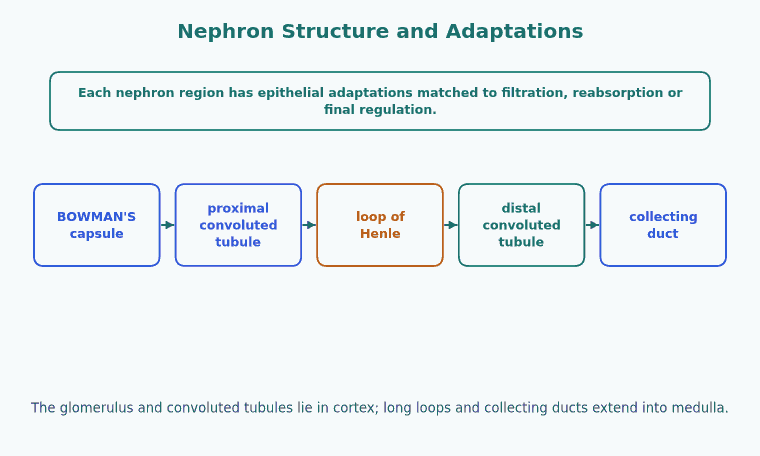 Nephron Structure and Adaptations
Each nephron region has epithelial adaptations matched to filtration, reabsorption or
final regulation.
BOWMAN'S
capsule
proximal
convoluted
tubule
loop of
Henle
distal
convoluted
tubule
collecting
duct
The glomerulus and convoluted tubules lie in cortex; long loops and collecting ducts extend into medulla.